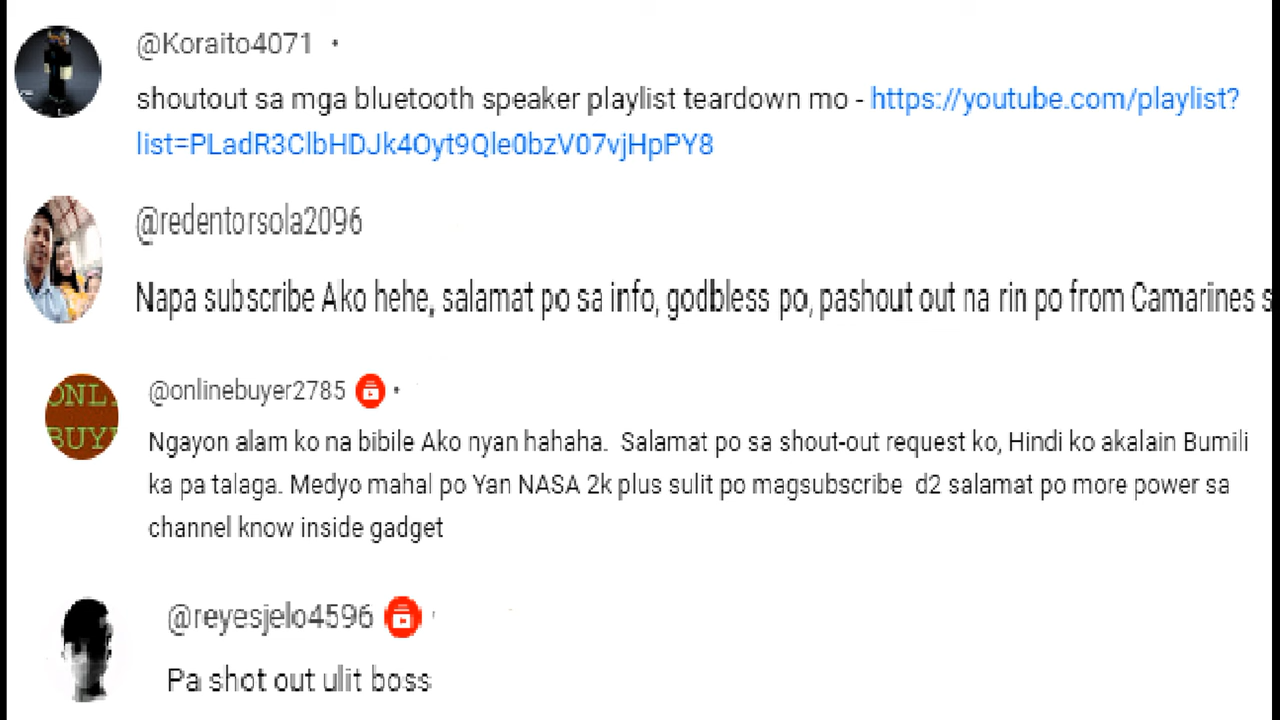 @Koraito4071 •
shoutout sa mga bluetooth speaker playlist teardown mo - https://youtube.com/playlist?
list=PLadR3ClbHDJk4Oyt9Qle0bzV07vjHpPY8
@redentorsola2096
Napa subscribe Ako hehe, salamat po sa info, godbless po, pashout out na rin po from Camarines s
ONL
BUY
@onlinebuyer2785 •
Ngayon alam ko na bibile Ako nyan hahaha. Salamat po sa shout-out request ko, Hindi ko akalain Bumili
ka pa talaga. Medyo mahal po Yan NASA 2k plus sulit po magsubscribe d2 salamat po more power sa
channel know inside gadget
@reyesjelo4596
Pa shot out ulit boss